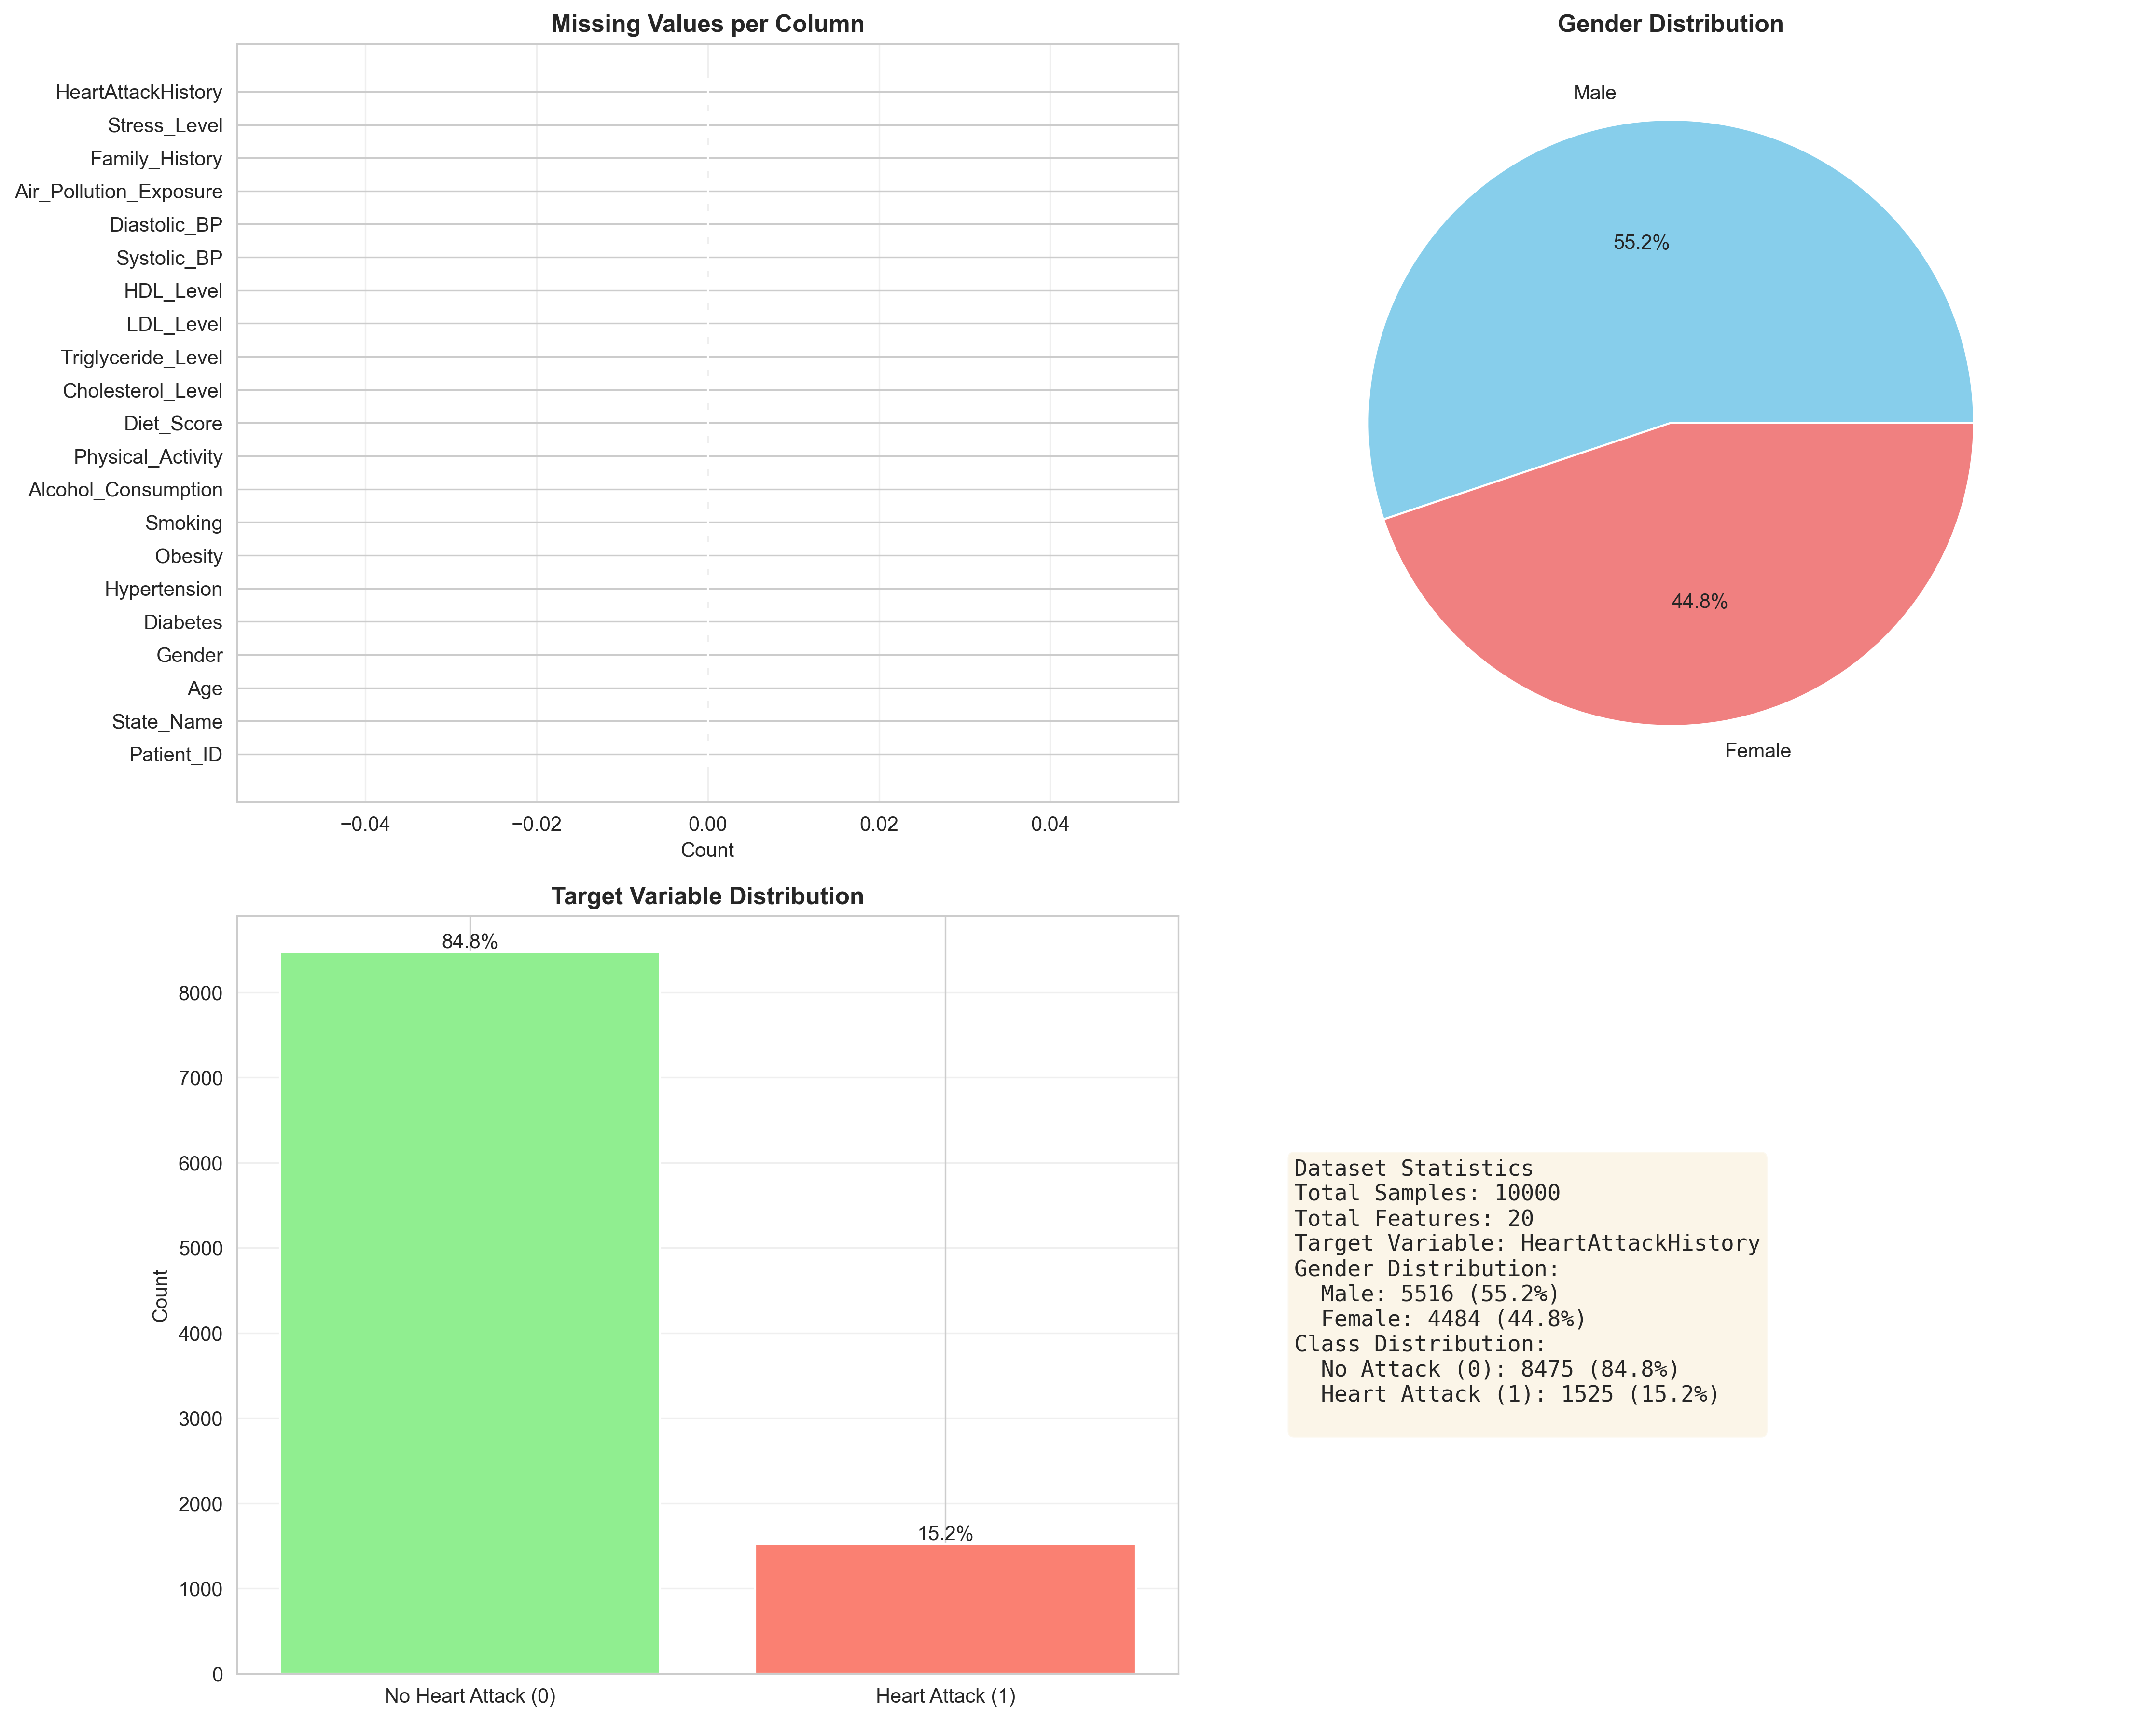 Missing Values per Column
HeartAttackHistory
Stress_Level
Family_History
Air_Pollution_Exposure
Diastolic_BP
Systolic_BP
HDL_Level
LDL_Level
Triglyceride_Level
Cholesterol_Level
Diet_Score
Physical_Activity
Alcohol_Consumption
Smoking
Obesity
Hypertension
Diabetes
Gender
Age
State_Name
Patient_ID
−0.04 −0.02 0.00 0.02 0.04
Count
Gender Distribution
Male
55.2%
44.8%
Female
Target Variable Distribution
84.8%
15.2%
8000
7000
6000
5000
4000
3000
2000
1000
0
Count
No Heart Attack (0) Heart Attack (1)
Dataset Statistics
Total Samples: 10000
Total Features: 20
Target Variable: HeartAttackHistory
Gender Distribution:
Male: 5516 (55.2%)
Female: 4484 (44.8%)
Class Distribution:
No Attack (0): 8475 (84.8%)
Heart Attack (1): 1525 (15.2%)